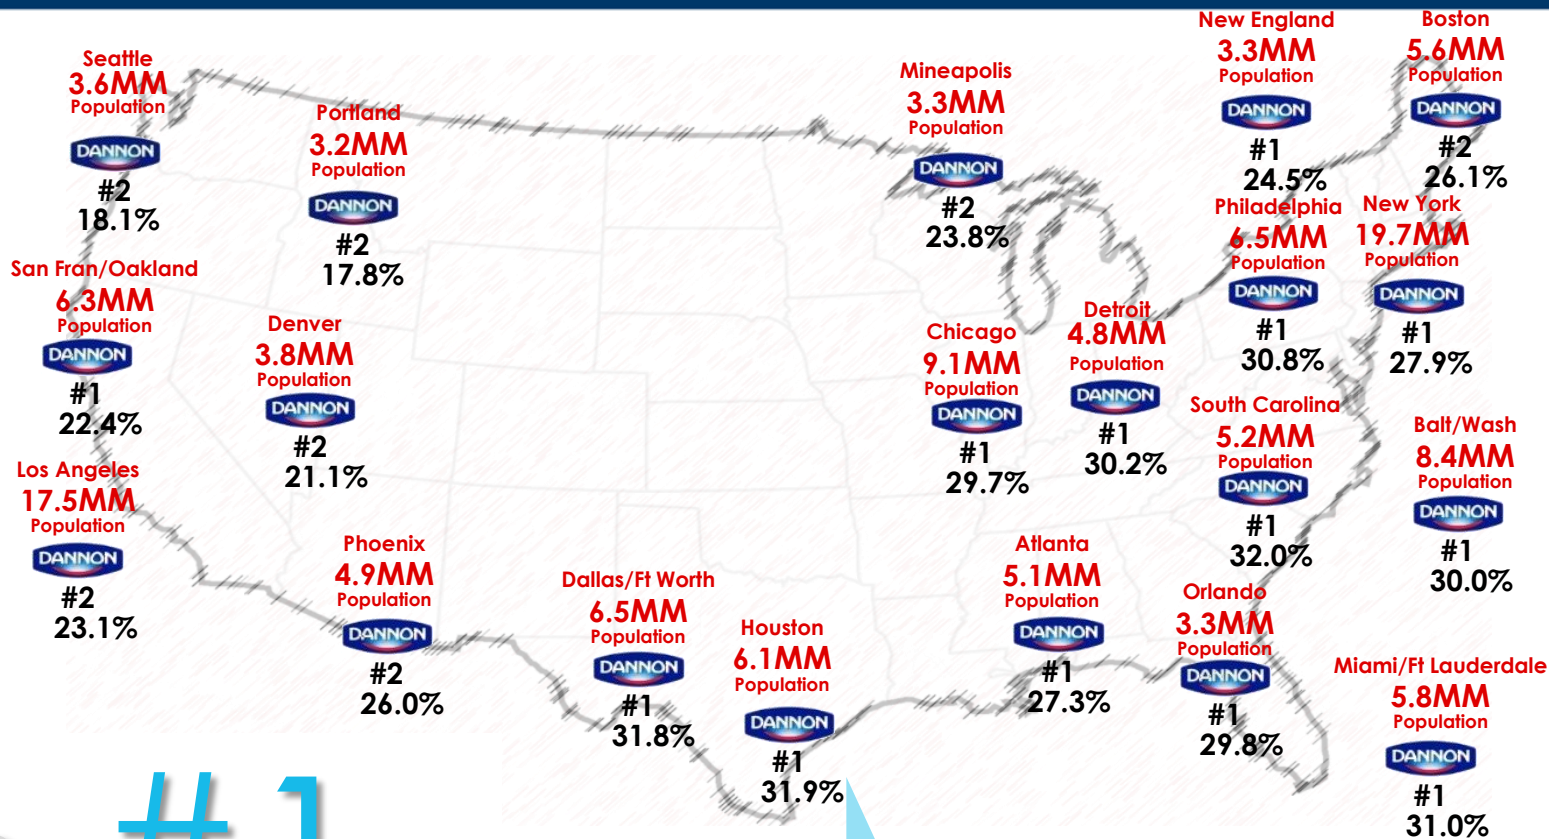 Seattle
3.6MM
Population
DANNON
#2
18.1%
Portland
3.2MM
Population
DANNON
#2
17.8%
Mineapolis
3.3MM
Population
DANNON
#2
23.8%
New England
3.3MM
Population
DANNON
#1
24.5%
Boston
5.6MM
Population
DANNON
#2
26.1%
San Fran/Oakland
6.3MM
Population
DANNON
#1
22.4%
Denver
3.8MM
Population
DANNON
#2
21.1%
Chicago
9.1MM
Population
DANNON
#1
29.7%
Detroit
4.8MM
Population
DANNON
#1
30.2%
Philadelphia
6.5MM
Population
DANNON
#1
30.8%
New York
19.7MM
Population
DANNON
#1
27.9%
Los Angeles
17.5MM
Population
DANNON
#2
23.1%
Phoenix
4.9MM
Population
DANNON
#2
26.0%
Dallas/Ft Worth
6.5MM
Population
DANNON
#1
31.8%
Houston
6.1MM
Population
DANNON
#1
31.9%
Atlanta
5.1MM
Population
DANNON
#1
27.3%
South Carolina
5.2MM
Population
DANNON
#1
32.0%
Balt/Wash
8.4MM
Population
DANNON
#1
30.0%
Orlando
3.3MM
Population
DANNON
#1
29.8%
Miami/Ft Lauderdale
5.8MM
Population
DANNON
#1
31.0%
#1